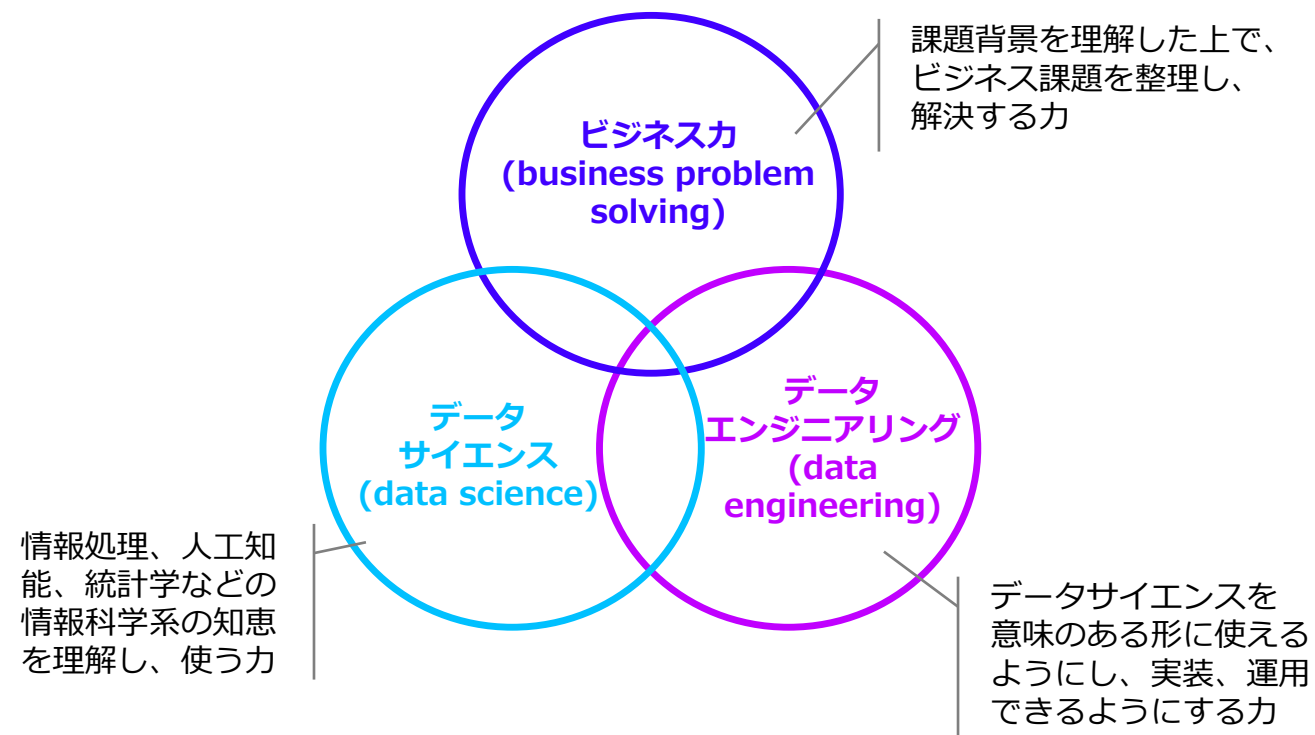 課題背景を理解した上で、
ビジネス課題を整理し、
解決する力
ビジネス力
(business problem
solving)
データ
サイエンス
(data science)
データ
エンジニアリング
(data
engineering)
情報処理、人工知
能、統計学などの
情報科学系の知恵
を理解し、使う力
データサイエンスを
意味のある形に使える
ようにし、実装、運用
できるようにする力